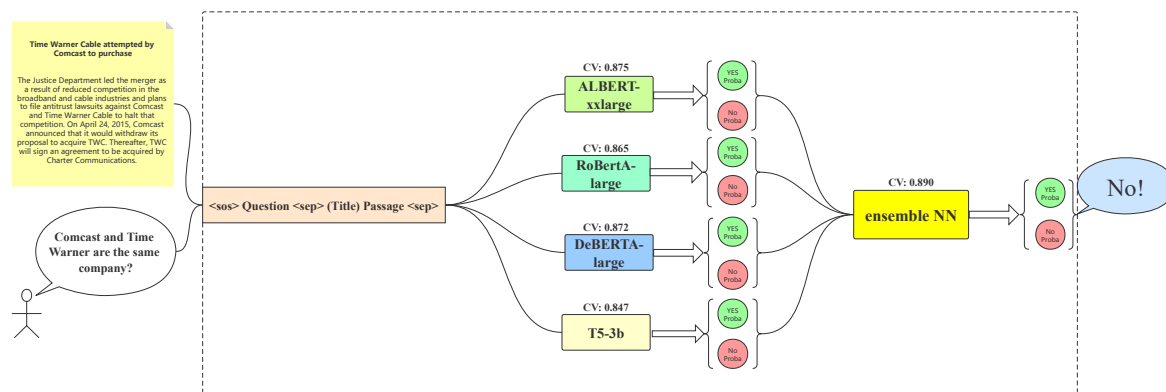 Time Warner Cable attempted by
Comcast to purchase
The Justice Department led the merger as
a result of reduced competition in the
broadband and cable industries and plans
to file antitrust lawsuits against Comcast
and Time Warner Cable to halt that
competition. On April 24, 2015, Comcast
announced that it would withdraw its
proposal to acquire TWC. Thereafter, TWC
will sign an agreement to be acquired by
Charter Communications.
Comcast and Time
Warner are the same
company?
<sos> Question <sep> (Title) Passage <sep>
CV: 0.875
ALBERT-
xxlarge
YES
Proba
No
Proba
CV: 0.865
RoBertA-
large
YES
Proba
No
Proba
CV: 0.872
DeBERTA-
large
YES
Proba
No
Proba
CV: 0.847
T5-3b
YES
Proba
No
Proba
CV: 0.890
ensemble NN
YES
Proba
No
Proba
No!